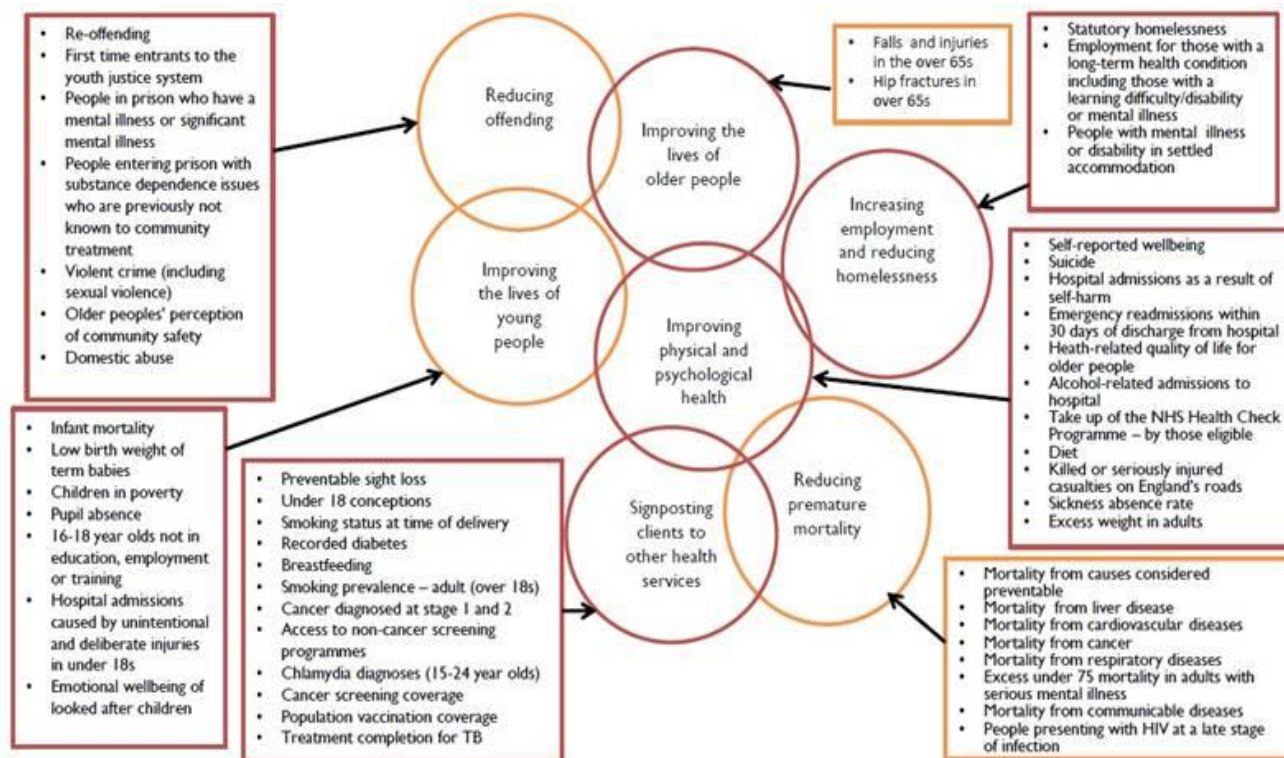 • Re-offending
• First time entrants to the
youth justice system
• People in prison who have a
mental illness or significant
mental illness
• People entering prison with
substance dependence issues
who are previously not
known to community
treatment
• Violent crime (including
sexual violence)
• Older peoples' perception
of community safety
• Domestic abuse
Reducing
offending
Improving the
lives of
older people
• Falls and injuries
in the over 65s
• Hip fractures in
over 65s
• Statutory homelessness
• Employment for those with a
long-term health condition
including those with a
learning difficulty/disability
or mental illness
• People with mental illness
or disability in settled
accommodation
Increasing
employment
and reducing
homelessness
Improving
the lives of
young
people
Improving
physical and
psychological
health
• Self-reported wellbeing
• Suicide
• Hospital admissions as a result of
self-harm
• Emergency readmissions within
30 days of discharge from hospital
• Heath-related quality of life for
older people
• Alcohol-related admissions to
hospital
• Take up of the NHS Health Check
Programme – by those eligible
• Diet
• Killed or seriously injured
casualties on England's roads
• Sickness absence rate
• Excess weight in adults
• Infant mortality
• Low birth weight of
term babies
• Children in poverty
• Pupil absence
• 16-18 year olds not in
education, employment
or training
• Hospital admissions
caused by unintentional
and deliberate injuries
in under 18s
• Emotional wellbeing of
looked after children
• Preventable sight loss
• Under 18 conceptions
• Smoking status at time of delivery
• Recorded diabetes
• Breastfeeding
• Smoking prevalence – adult (over 18s)
• Cancer diagnosed at stage 1 and 2
• Access to non-cancer screening
programmes
• Chlamydia diagnoses (15-24 year olds)
• Cancer screening coverage
• Population vaccination coverage
• Treatment completion for TB
Signposting
clients to
other health
services
Reducing
premature
mortality
• Mortality from causes considered
preventable
• Mortality from liver disease
• Mortality from cardiovascular diseases
• Mortality from cancer
• Mortality from respiratory diseases
• Excess under 75 mortality in adults with
serious mental illness
• Mortality from communicable diseases
• People presenting with HIV at a late stage
of infection